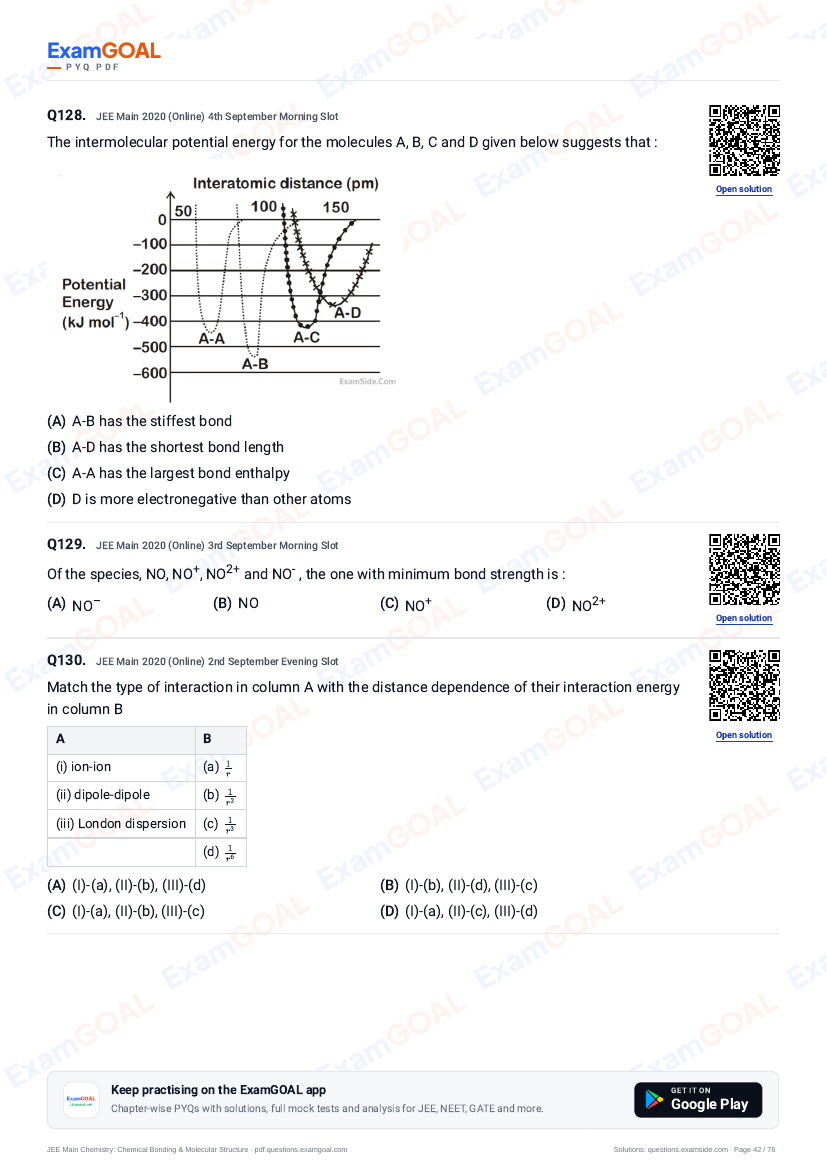 ExamGOAL
PYQ PDF
Q128. JEE Main 2020 (Online) 4th September Morning Slot
The intermolecular potential energy for the molecules A, B, C and D given below suggests that :
Open solution
Interatomic distance (pm)
50 100 150
0
–100
–200
–300
–400
–500
–600
Potential
Energy
(kJ mol⁻¹)
A-A
A-B
A-C
A-D
ExamSide.Com
(A) A-B has the stiffest bond
(B) A-D has the shortest bond length
(C) A-A has the largest bond enthalpy
(D) D is more electronegative than other atoms
Q129. JEE Main 2020 (Online) 3rd September Morning Slot
Of the species, NO, NO⁺, NO²⁺ and NO⁻ , the one with minimum bond strength is :
(A) NO⁻ (B) NO (C) NO⁺ (D) NO²⁺
Open solution
Q130. JEE Main 2020 (Online) 2nd September Evening Slot
Match the type of interaction in column A with the distance dependence of their interaction energy
in column B
Open solution
A B
(i) ion-ion (a) 1/r
(ii) dipole-dipole (b) 1/r²
(iii) London dispersion (c) 1/r³
(d) 1/r⁶
(A) (I)-(a), (II)-(b), (III)-(d) (B) (I)-(b), (II)-(d), (III)-(c)
(C) (I)-(a), (II)-(b), (III)-(c) (D) (I)-(a), (II)-(c), (III)-(d)
ExamGOAL
Keep practising on the ExamGOAL app
Chapter-wise PYQs with solutions, full mock tests and analysis for JEE, NEET, GATE and more.
GET IT ON
Google Play
JEE Main Chemistry: Chemical Bonding & Molecular Structure · pdf.questions.examgoal.com
Solutions: questions.examside.com · Page 42 / 76